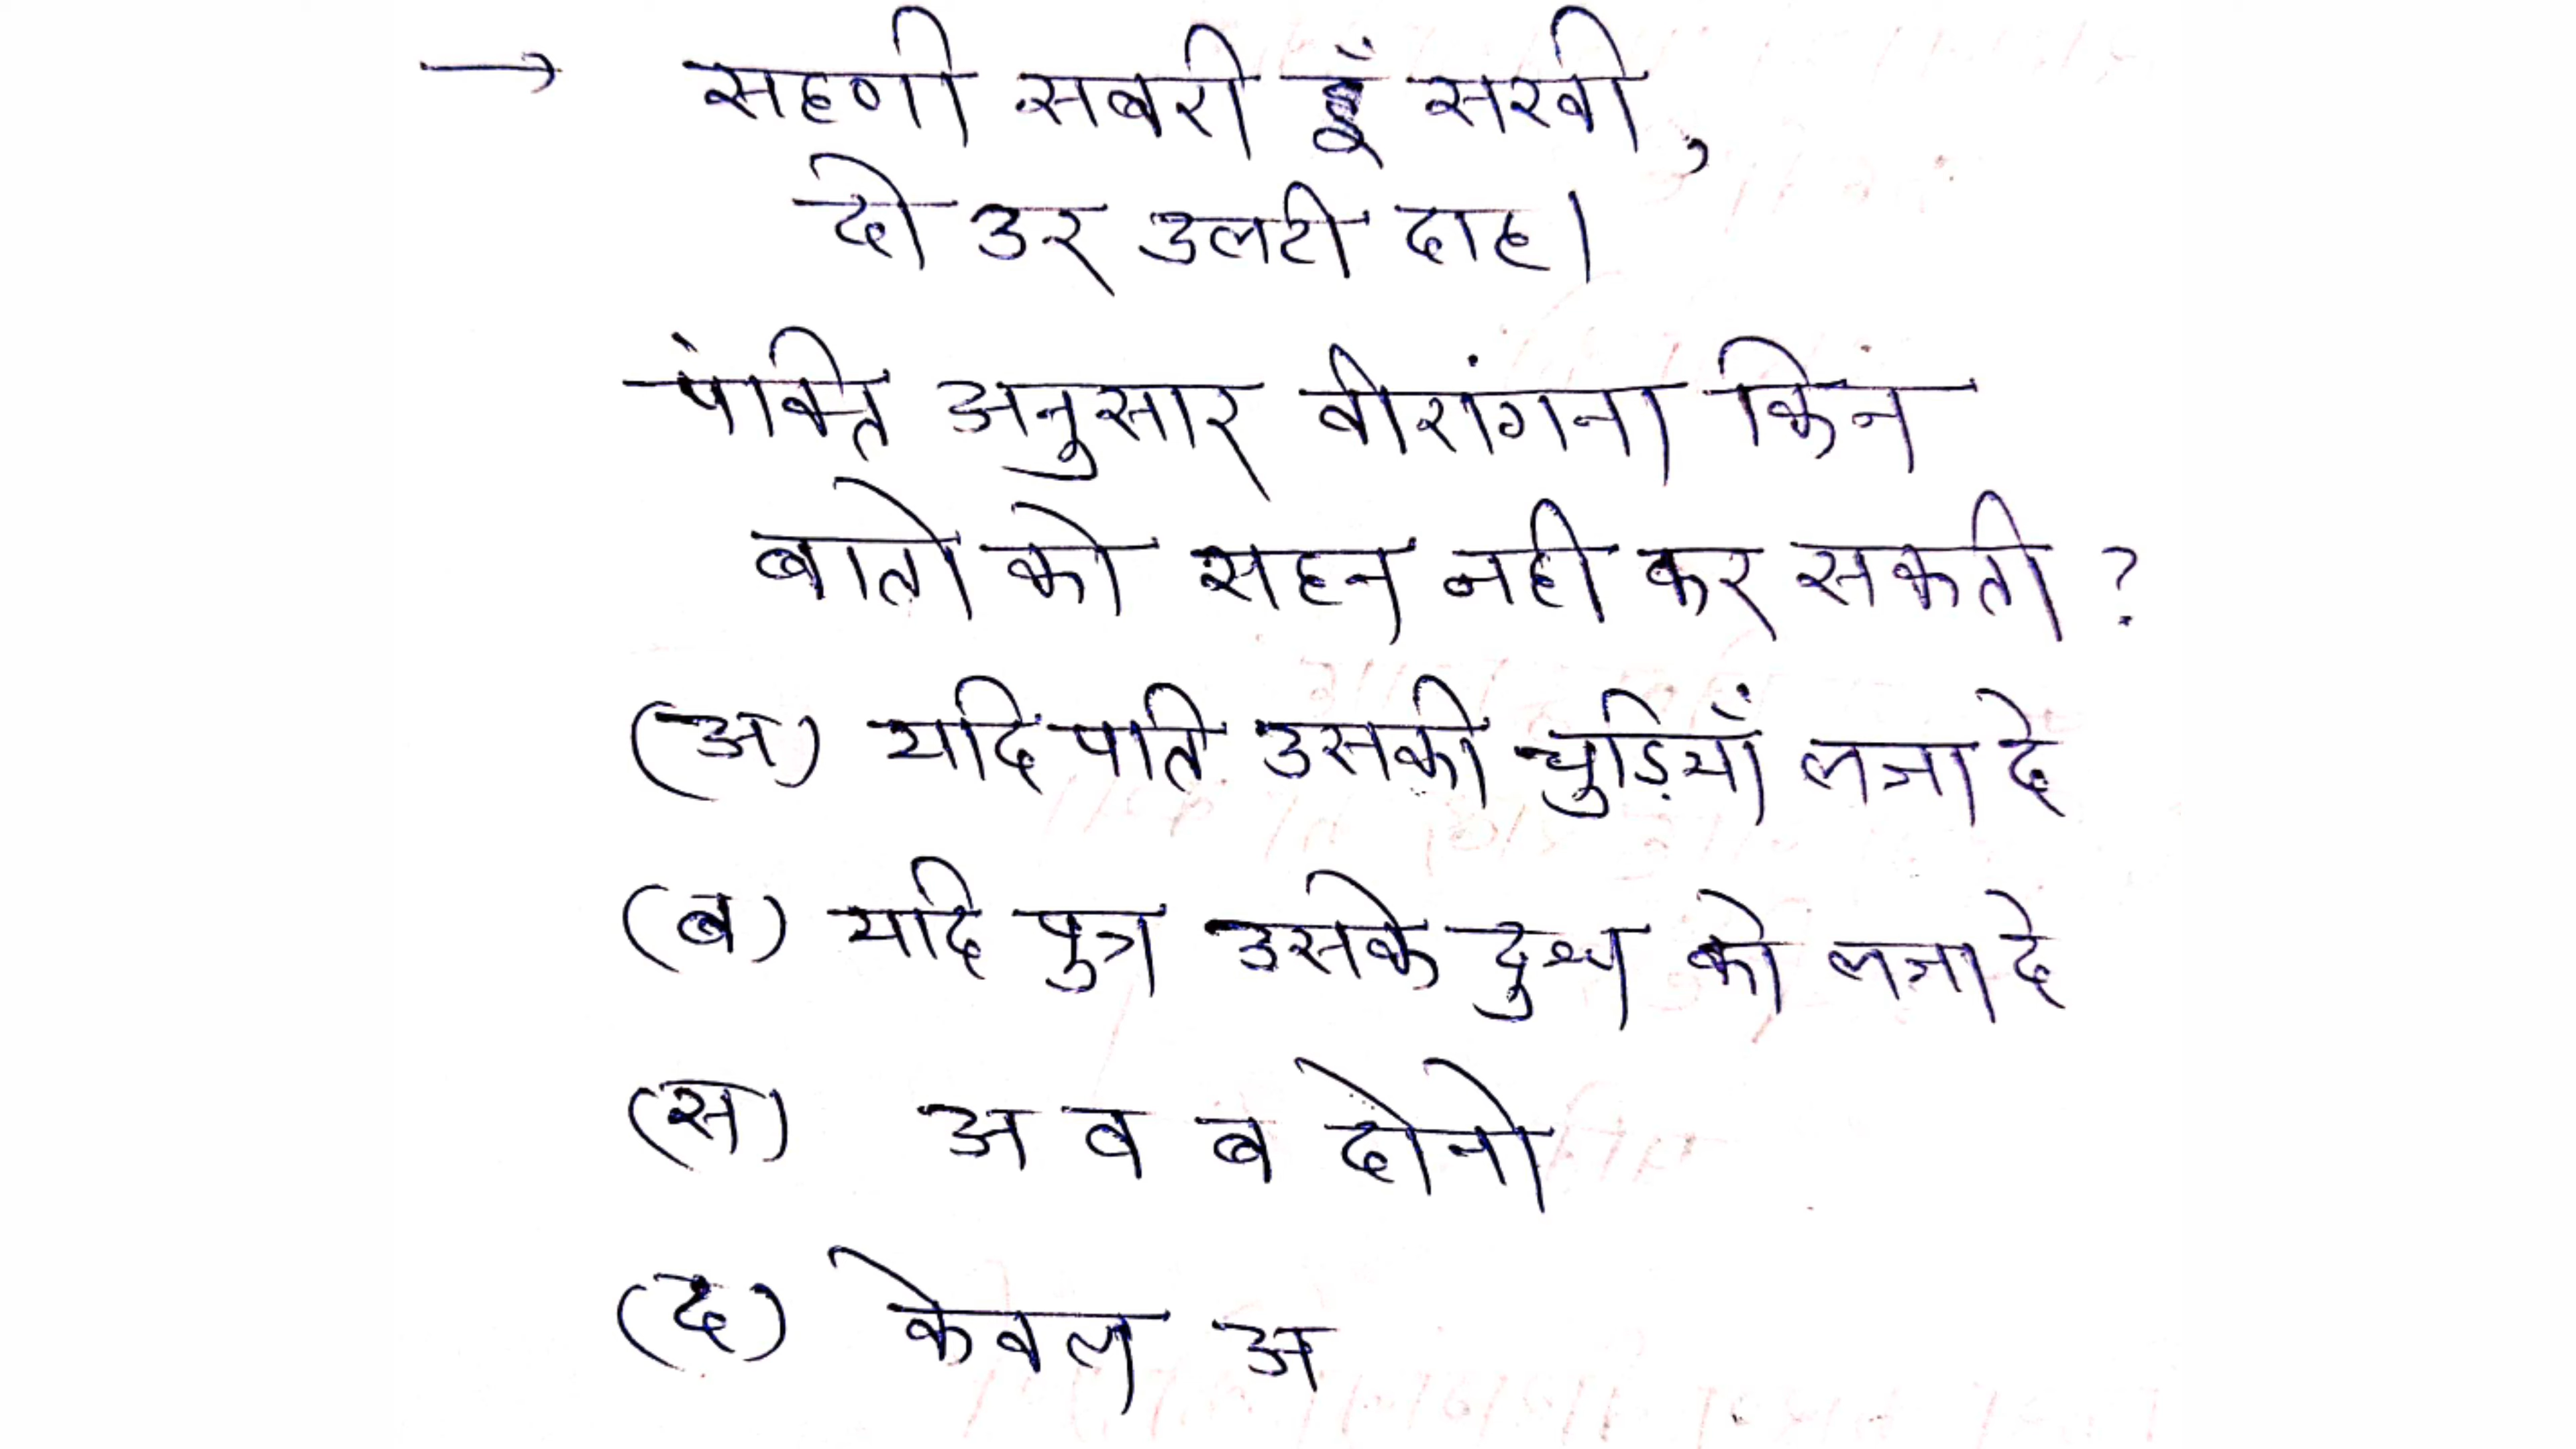 → सहणी सबरी हूँ सखी,
दो उर उलटी दाह।
पंक्ति अनुसार वीरांगना किन
बातो को सहन नही कर सकती ?
(अ) यदि पति उसकी चुड़ियाँ लजा दे
(ब) यदि पुत्र उसके दुध को लजा दे
(स) अ व ब दोनो
(द) केवल अ